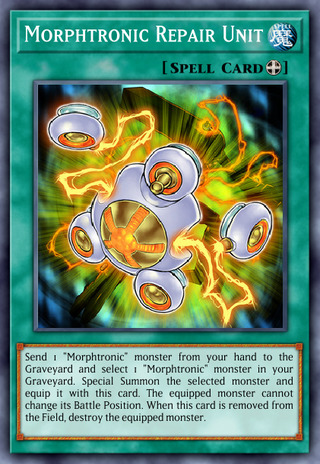 Morphtronic Repair Unit
魔
[Spell Card]
Send 1 "Morphtronic" monster from your hand to the
Graveyard and select 1 "Morphtronic" monster in your
Graveyard. Special Summon the selected monster and
equip it with this card. The equipped monster cannot
change its Battle Position. When this card is removed from
the Field, destroy the equipped monster.